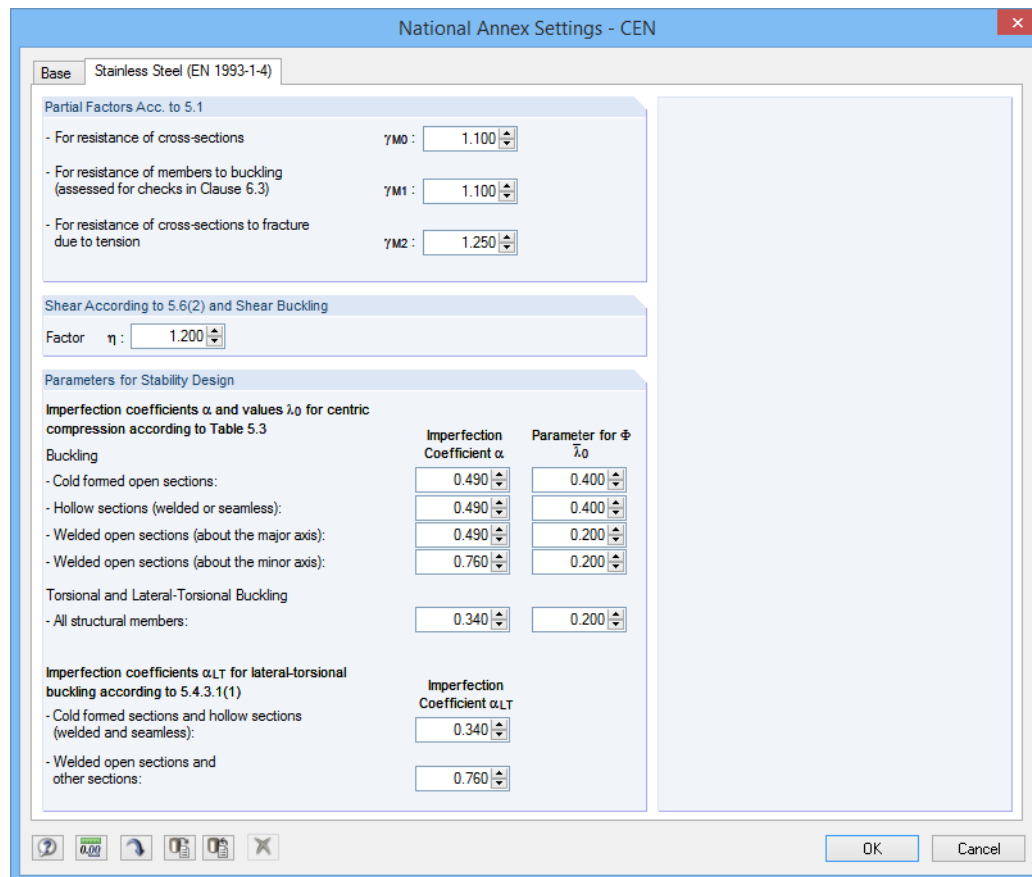 National Annex Settings - CEN
Base Stainless Steel (EN 1993-1-4)
Partial Factors Acc. to 5.1
- For resistance of cross-sections γM0 : 1.100
- For resistance of members to buckling
(assessed for checks in Clause 6.3) γM1 : 1.100
- For resistance of cross-sections to fracture
due to tension γM2 : 1.250
Shear According to 5.6(2) and Shear Buckling
Factor η : 1.200
Parameters for Stability Design
Imperfection coefficients α and values λ0 for centric
compression according to Table 5.3
Imperfection Parameter for Φ
Buckling Coefficient α λ̅0
- Cold formed open sections: 0.490 0.400
- Hollow sections (welded or seamless): 0.490 0.400
- Welded open sections (about the major axis): 0.490 0.200
- Welded open sections (about the minor axis): 0.760 0.200
Torsional and Lateral-Torsional Buckling
- All structural members: 0.340 0.200
Imperfection coefficients αLT for lateral-torsional
buckling according to 5.4.3.1(1)
Imperfection
Coefficient αLT
- Cold formed sections and hollow sections
(welded and seamless): 0.340
- Welded open sections and
other sections: 0.760
0.00 OK Cancel